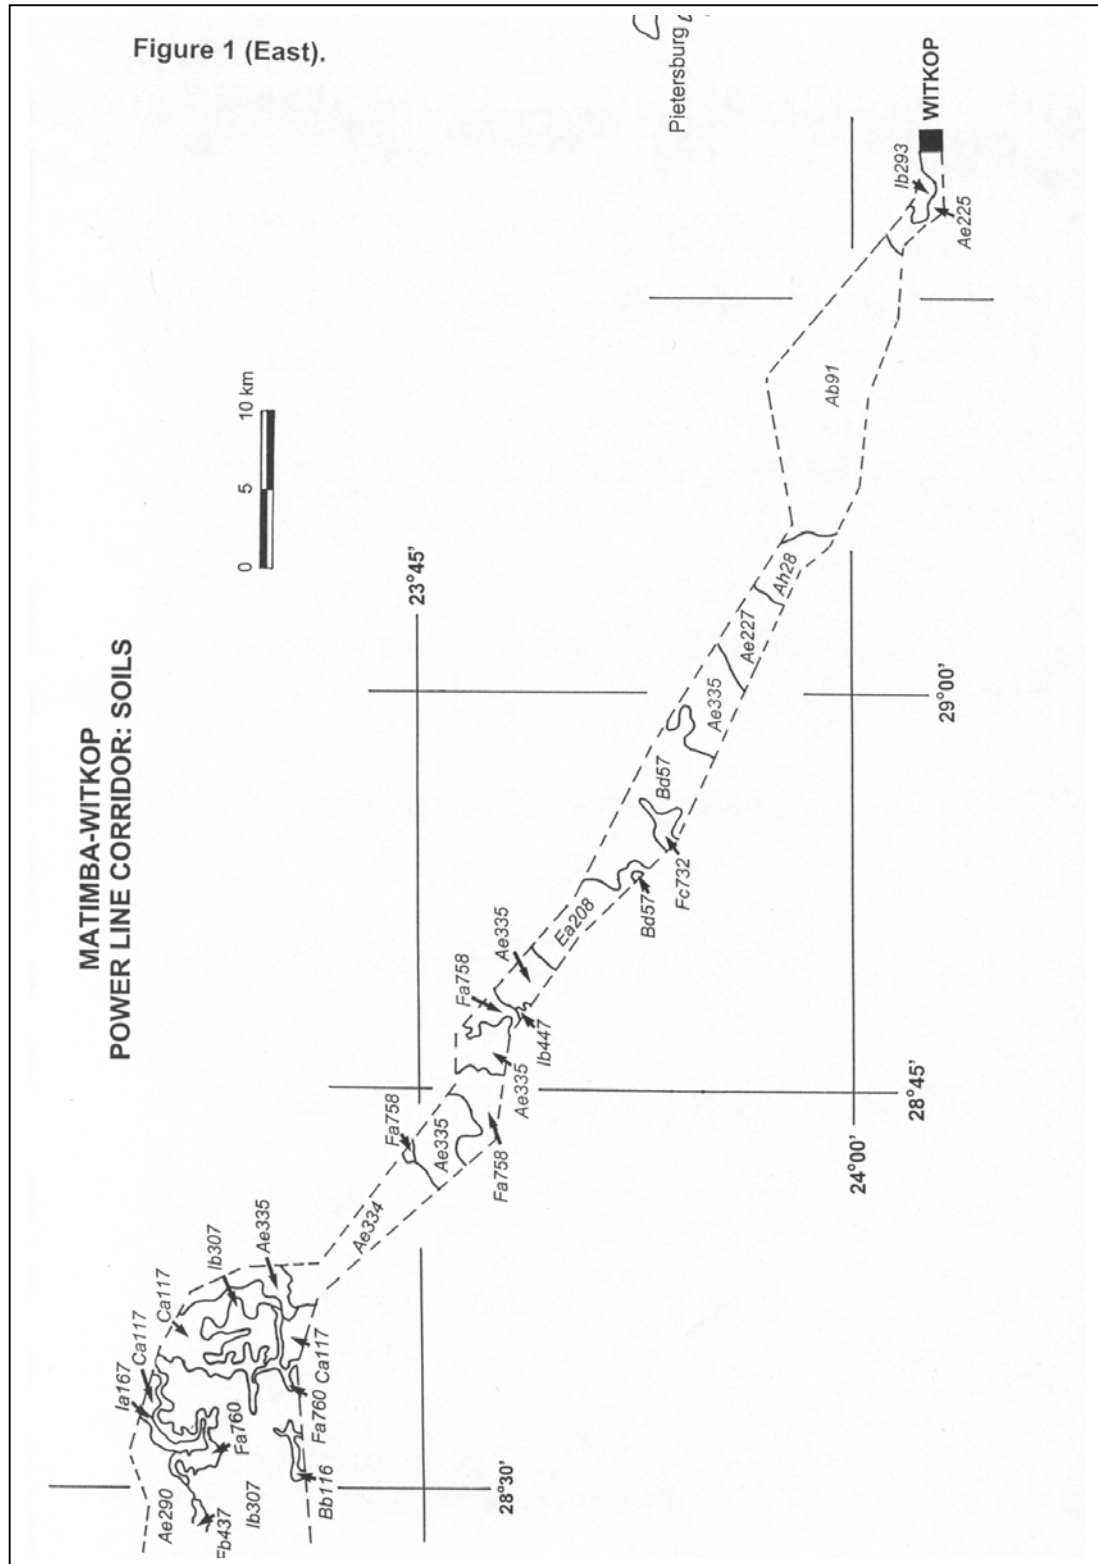 Figure 1 (East).
MATIMBA-WITKOP
POWER LINE CORRIDOR: SOILS
0 5 10 km
Pietersburg
WITKOP
Ib293
Ae225
Ab91
23°45'
Ah28
Ae227
Ae335
29°00'
Bd57
Fc732
Bd57
Ea208
Ae335
Fa758
Ib447
Ae335
28°45'
24°00'
Fa758
Ae335
Fa758
Ae334
Ae335
Ib307
Ca117
Ca117
Ia167
Ca117
Fa760
Fa760
Bb116
28°30'
Ae290
Ib307
Fb437